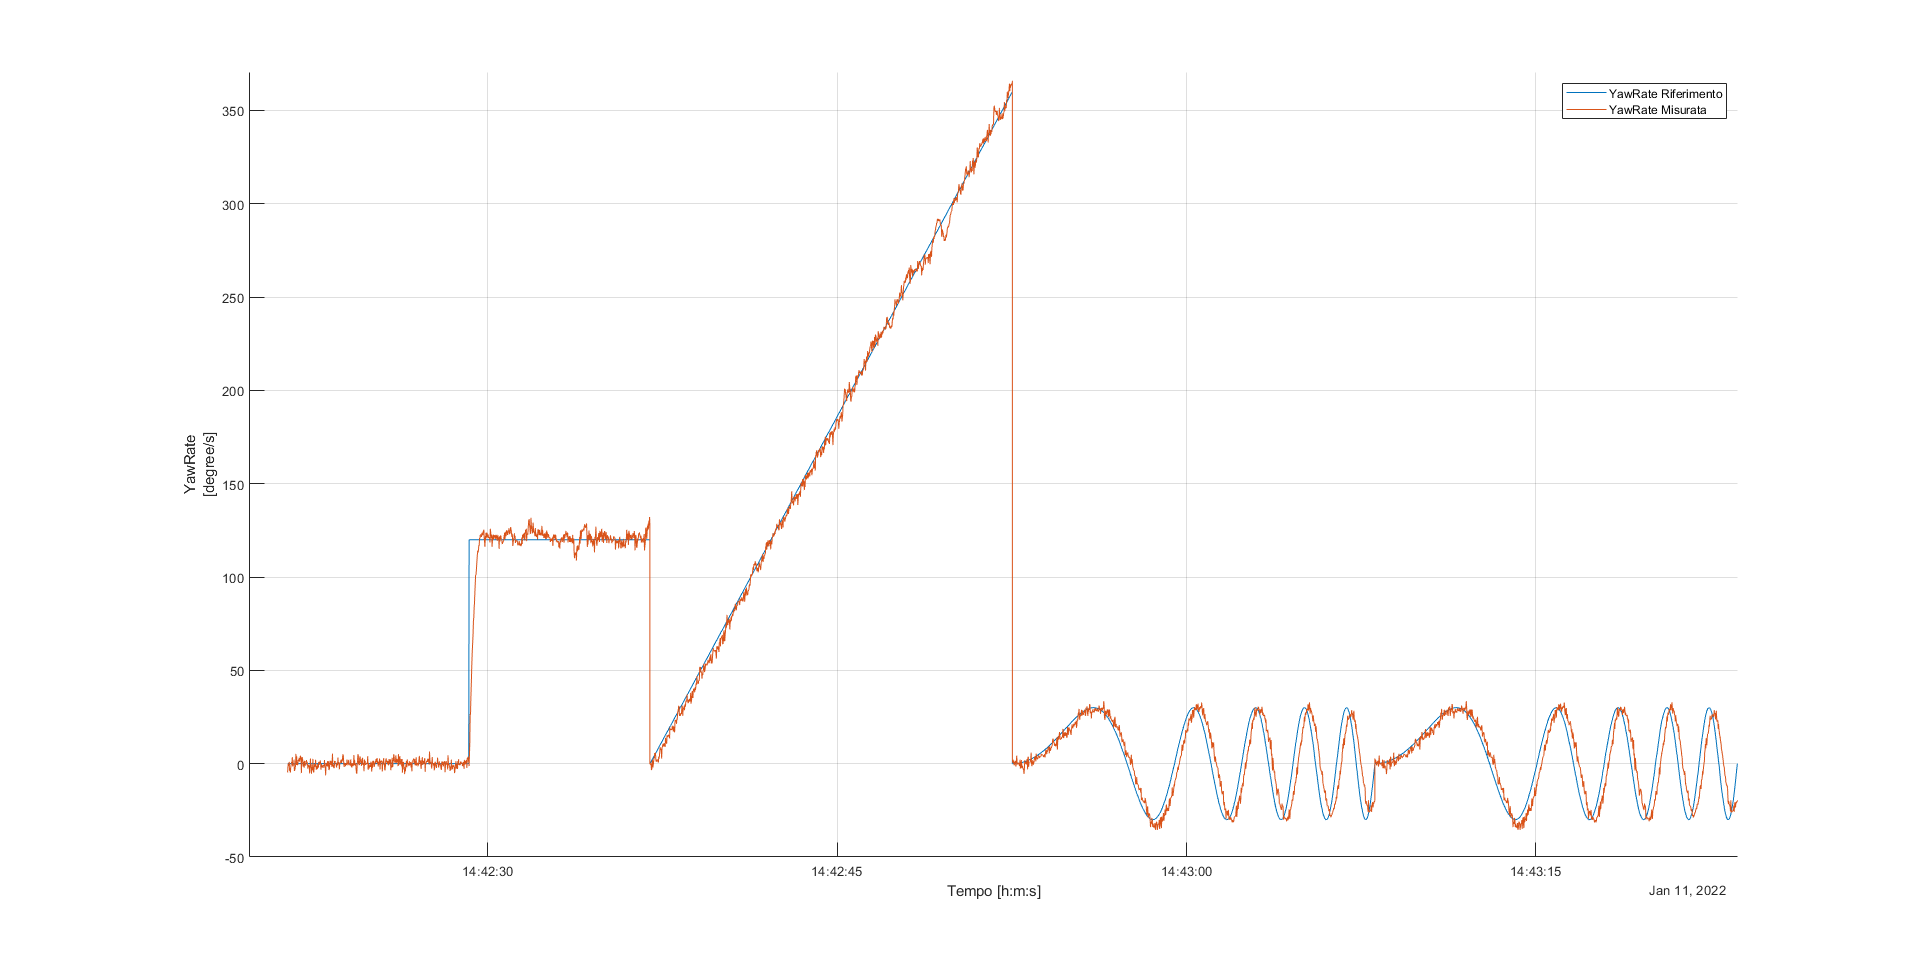 YawRate Riferimento
YawRate Misurata
350
300
250
200
150
100
50
0
-50
YawRate
[degree/s]
14:42:30
14:42:45
14:43:00
14:43:15
Tempo [h:m:s]
Jan 11, 2022